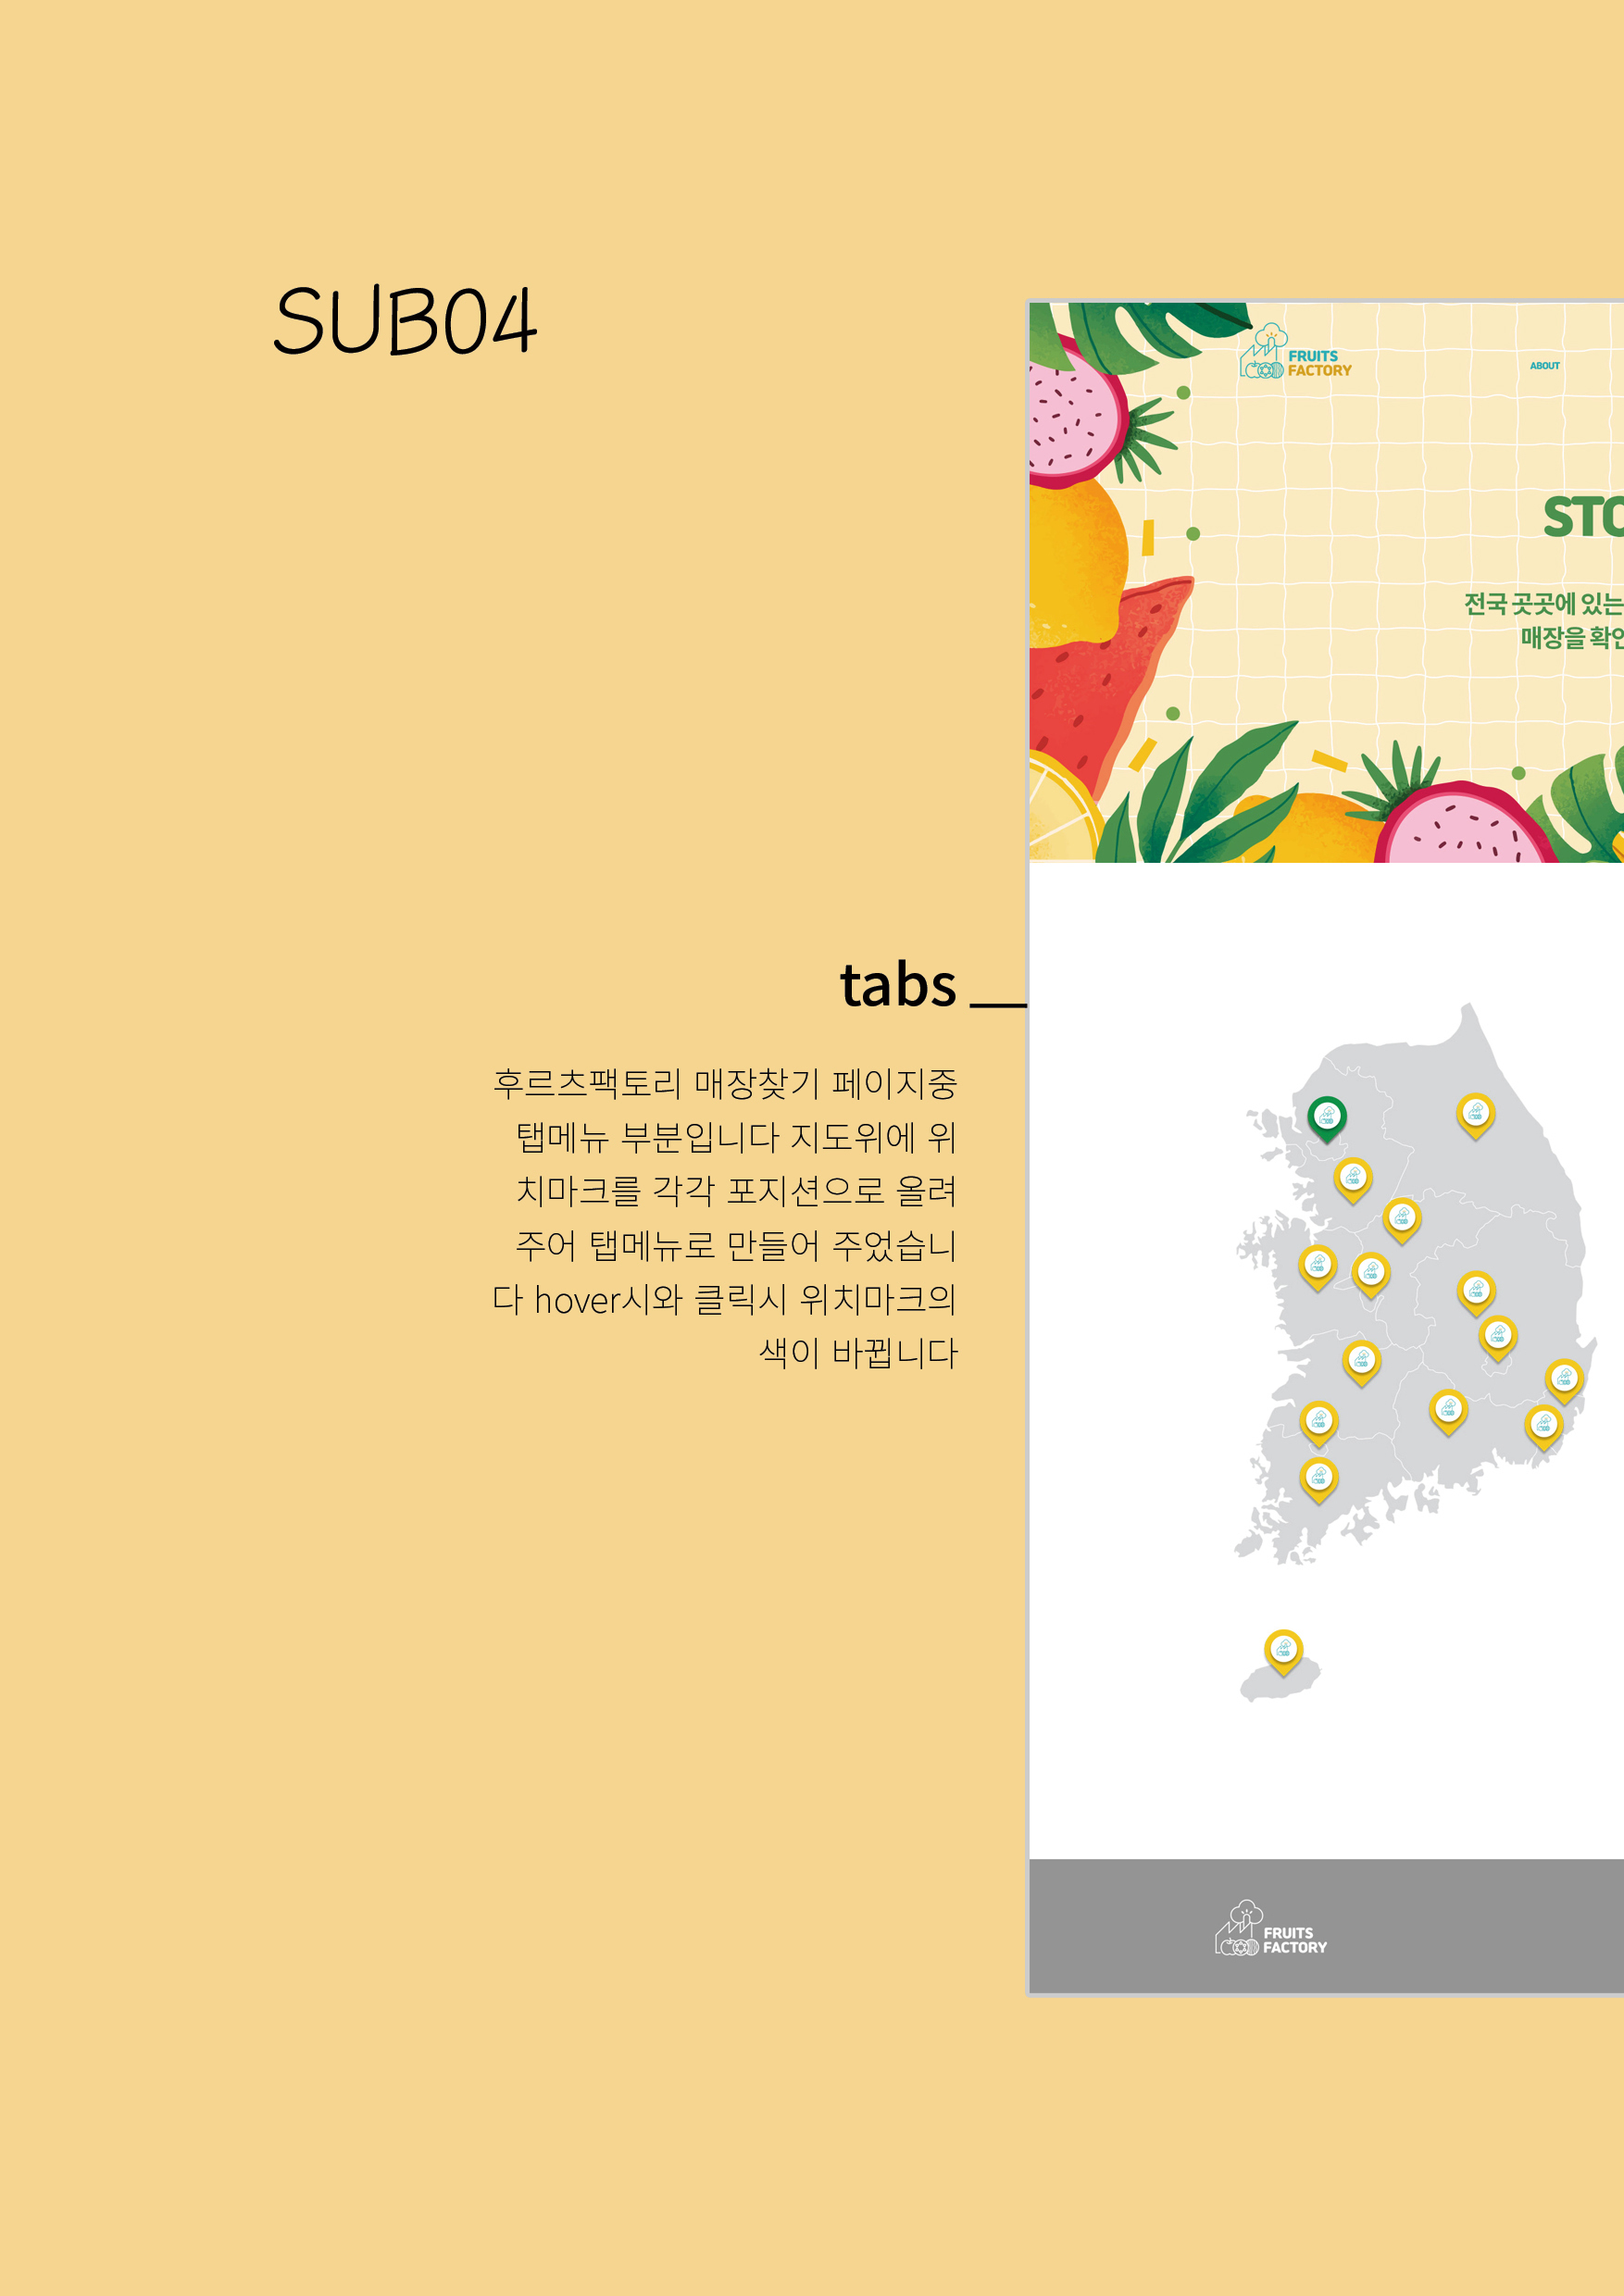 SUB04
FRUITS
FACTORY
ABOUT
전국 곳곳에 있는
매장을
tabs
후르츠팩토리 매장찾기 페이지중
탭메뉴 부분입니다 지도위에 위
치마크를 각각 포지션으로 올려
주어 탭메뉴로 만들어 주었습니
다 hover시와 클릭시 위치마크의
색이 바뀝니다
FRUITS
FACTORY